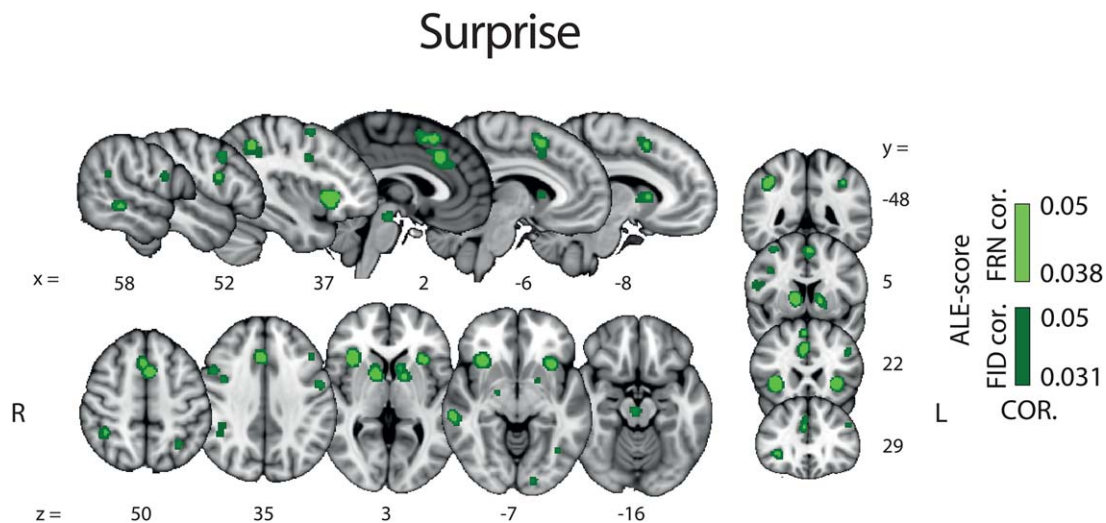 Surprise
x = 58 52 37 2 -6 -8
R
z = 50 35 3 -7 -16
y =
-48
5
22
29
L
ALE-score
FRN cor.
0.05
0.038
FID cor.
0.05
0.031
COR.